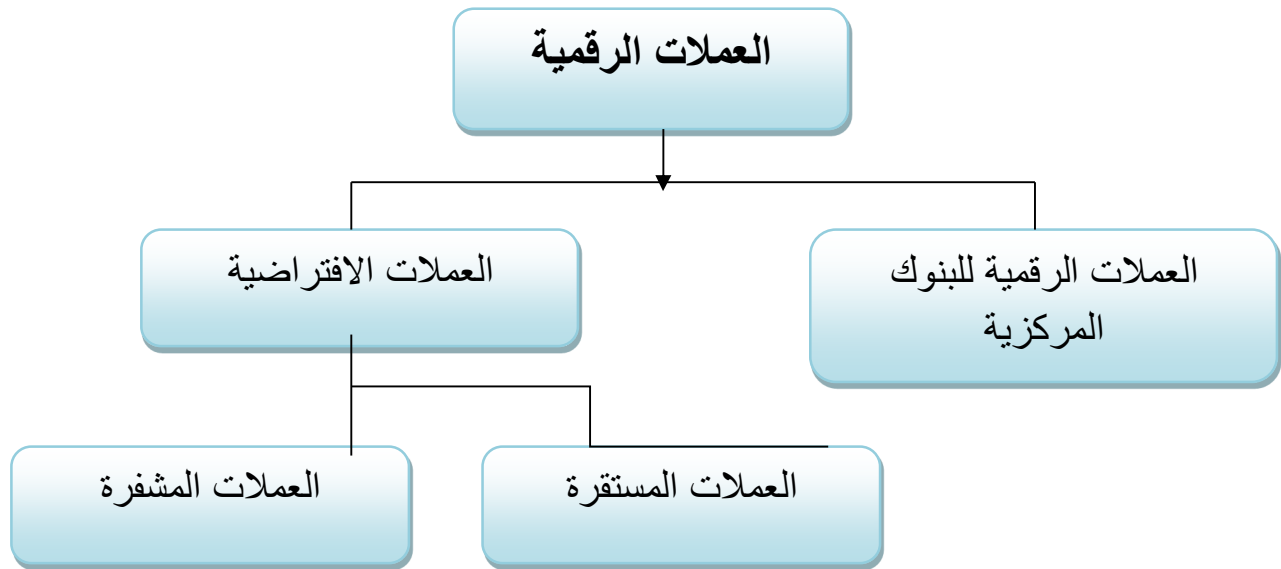 العملات الرقمية
العملات الرقمية للبنوك
المركزية
العملات الافتراضية
العملات المستقرة
العملات المشفرة